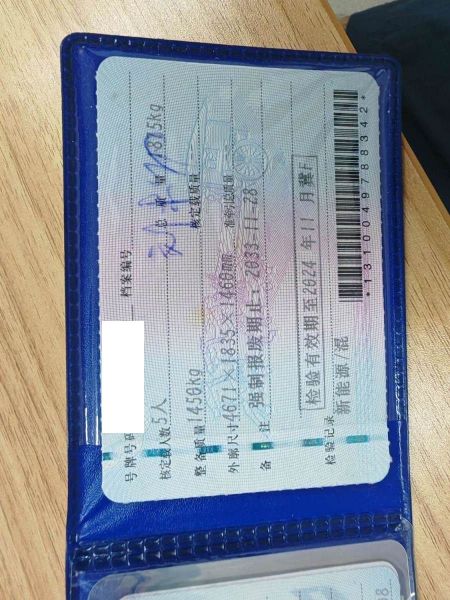 号牌号码 档案编号
核定载人数 5人 总质量 1875kg
整备质量 1450kg 核定载质量
外廓尺寸 4671×1835×1460mm 准牵引总质量
备注 强制报废期止: 2033-11-28
检验有效期至2024年11月冀F
检验记录
新能源/混
*1310049788342*